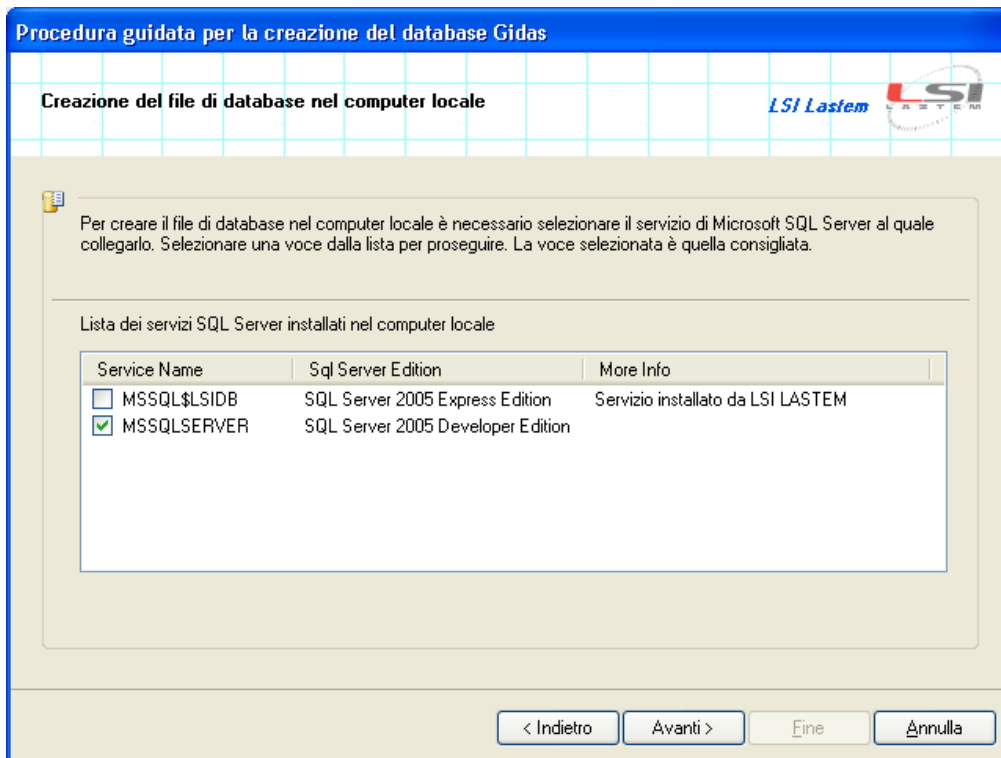 Procedura guidata per la creazione del database Gidas
Creazione del file di database nel computer locale
LSI Lastem
LSI
LASTEM
Per creare il file di database nel computer locale è necessario selezionare il servizio di Microsoft SQL Server al quale
collegarlo. Selezionare una voce dalla lista per proseguire. La voce selezionata è quella consigliata.
Lista dei servizi SQL Server installati nel computer locale
Service Name Sql Server Edition More Info
MSSQL$LSIDB SQL Server 2005 Express Edition Servizio installato da LSI LASTEM
MSSQLSERVER SQL Server 2005 Developer Edition
< Indietro Avanti > Fine Annulla